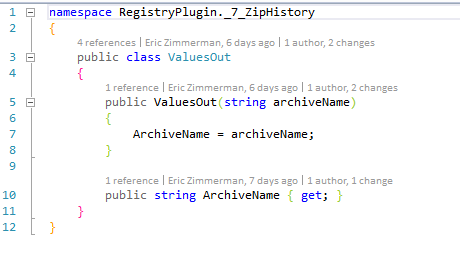 1 namespace RegistryPlugin._7_ZipHistory
2 {
4 references | Eric Zimmerman, 6 days ago | 1 author, 2 changes
3 public class ValuesOut
4 {
1 reference | Eric Zimmerman, 6 days ago | 1 author, 2 changes
5 public ValuesOut(string archiveName)
6 {
7 ArchiveName = archiveName;
8 }
9
1 reference | Eric Zimmerman, 7 days ago | 1 author, 1 change
10 public string ArchiveName { get; }
11 }
12 }